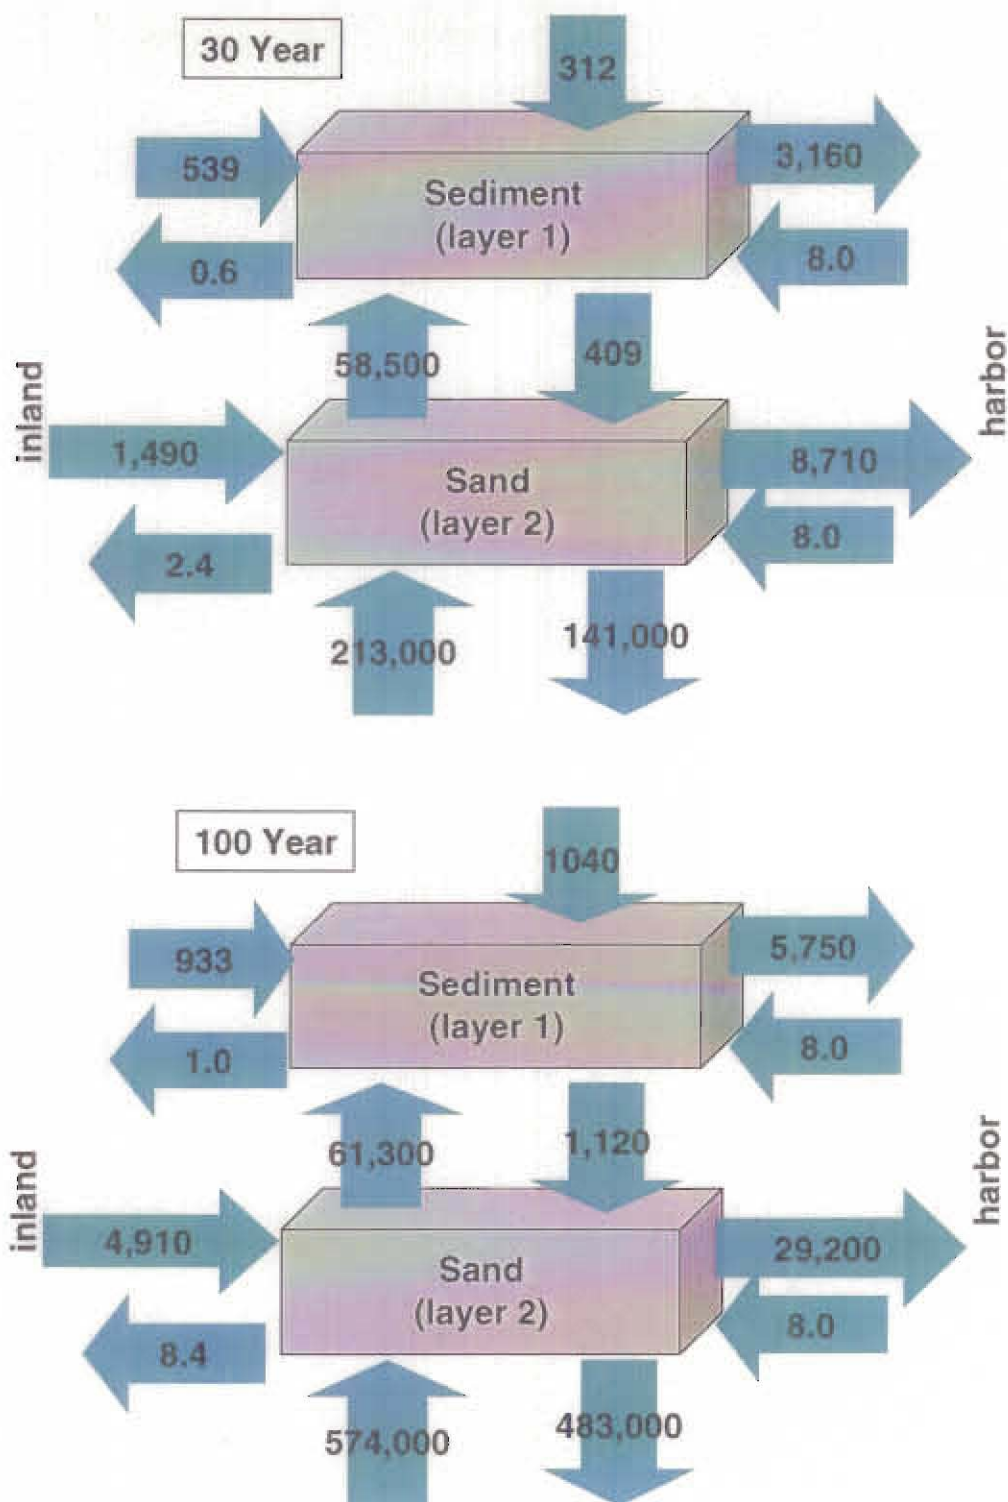 30 Year
312
539
3,160
Sediment
(layer 1)
0.6
8.0
58,500
409
inland
harbor
1,490
8,710
Sand
(layer 2)
2.4
8.0
213,000
141,000
100 Year
1040
933
5,750
Sediment
(layer 1)
1.0
8.0
61,300
1,120
inland
harbor
4,910
29,200
Sand
(layer 2)
8.4
8.0
574,000
483,000